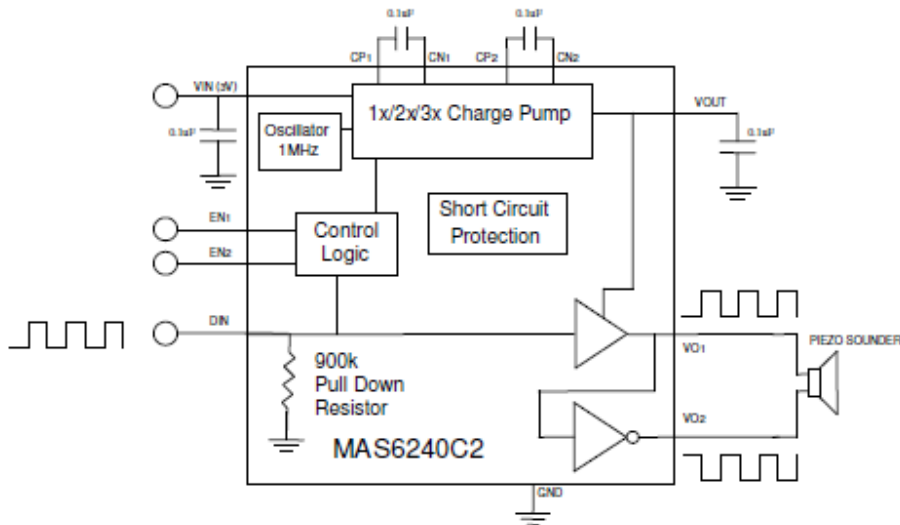 0.1uF
0.1uF
CP1
CN1
CP2
CN2
VIN (3V)
1x/2x/3x Charge Pump
VOUT
0.1uF
Oscillator
1MHz
0.1uF
Short Circuit
Protection
EN1
Control
Logic
EN2
DIN
PIEZO SOUNDER
VO1
900k
Pull Down
Resistor
VO2
MAS6240C2
GND